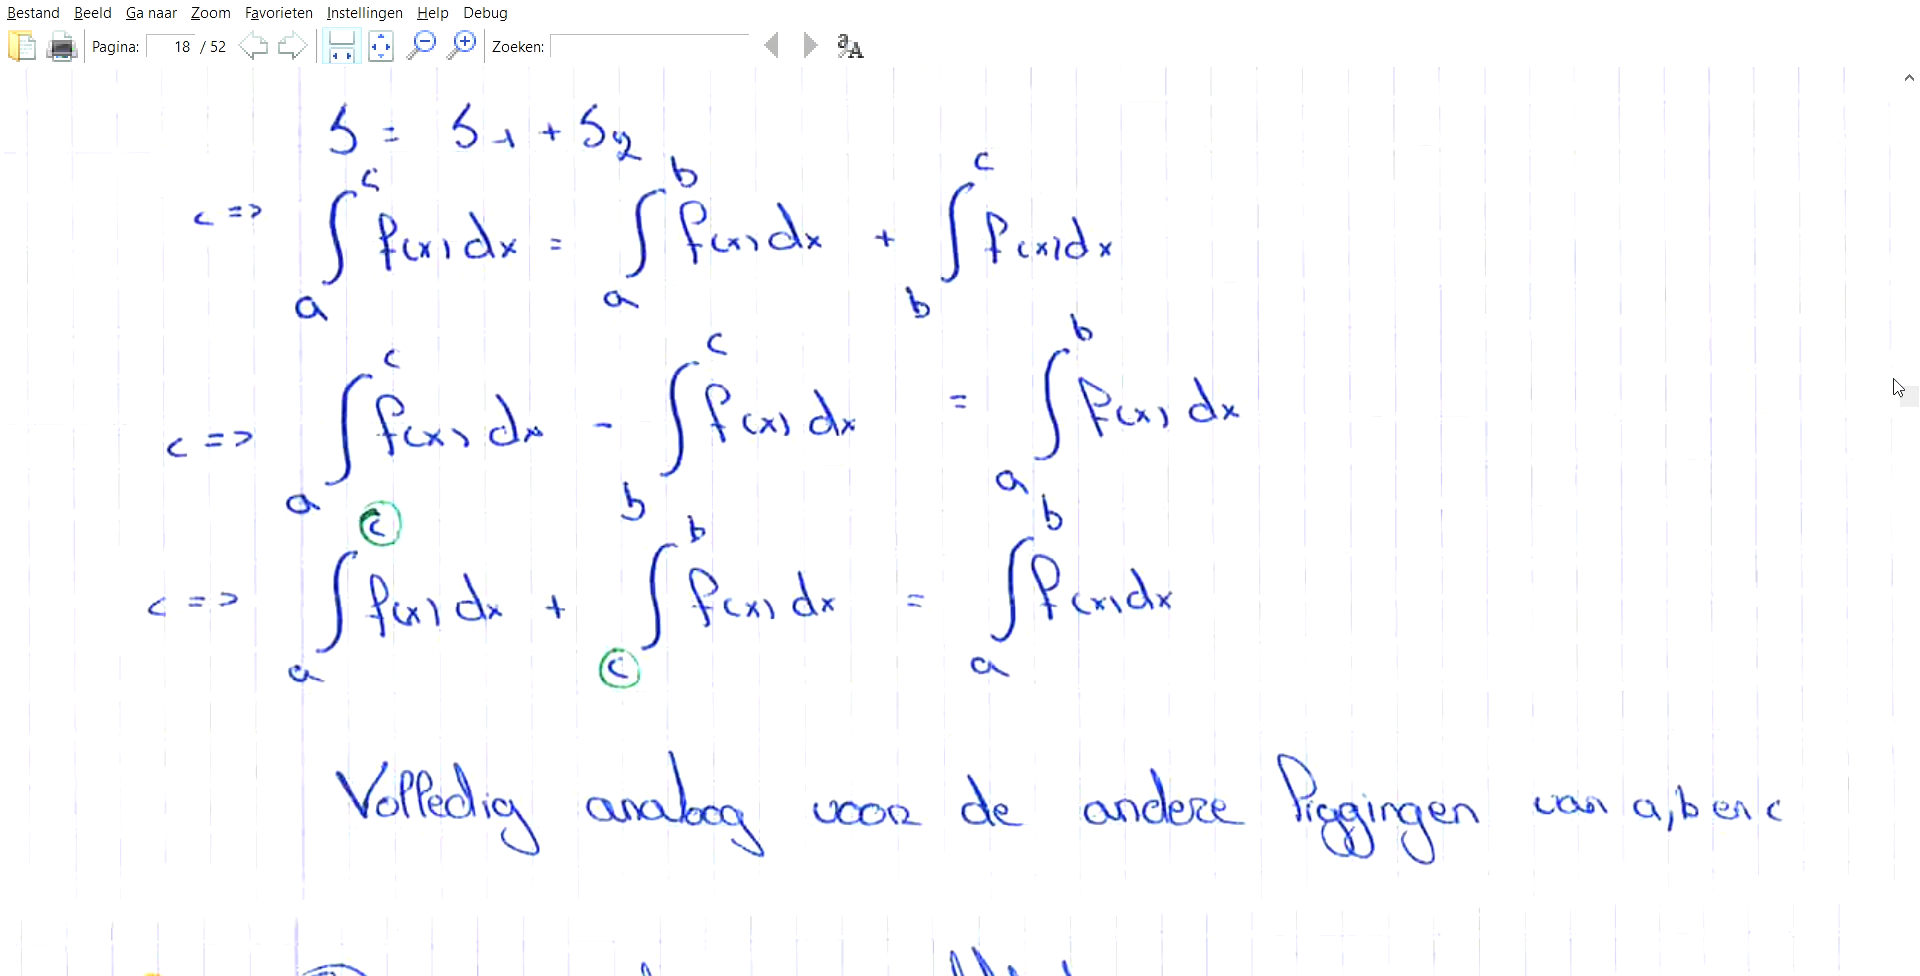 Bestand Beeld Ga naar Zoom Favorieten Instellingen Help Debug
Pagina: 18 / 52 Zoeken:
S = S1 + S2
<=> ∫_a^c f(x) dx = ∫_a^b f(x) dx + ∫_b^c f(x) dx
<=> ∫_a^c f(x) dx - ∫_b^c f(x) dx = ∫_a^b f(x) dx
<=> ∫_a^c f(x) dx + ∫_c^b f(x) dx = ∫_a^b f(x) dx
Volledig analoog voor de andere liggingen van a, b en c